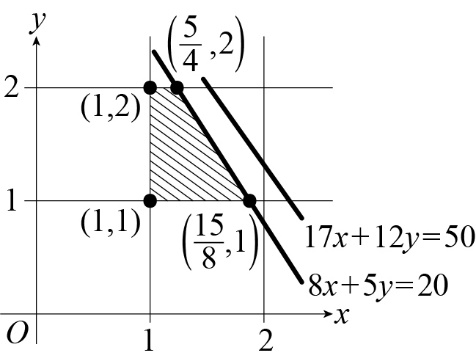 y
(5/4, 2)
2
(1,2)
1
(1,1)
(15/8, 1)
17x+12y=50
8x+5y=20
x
O
1
2